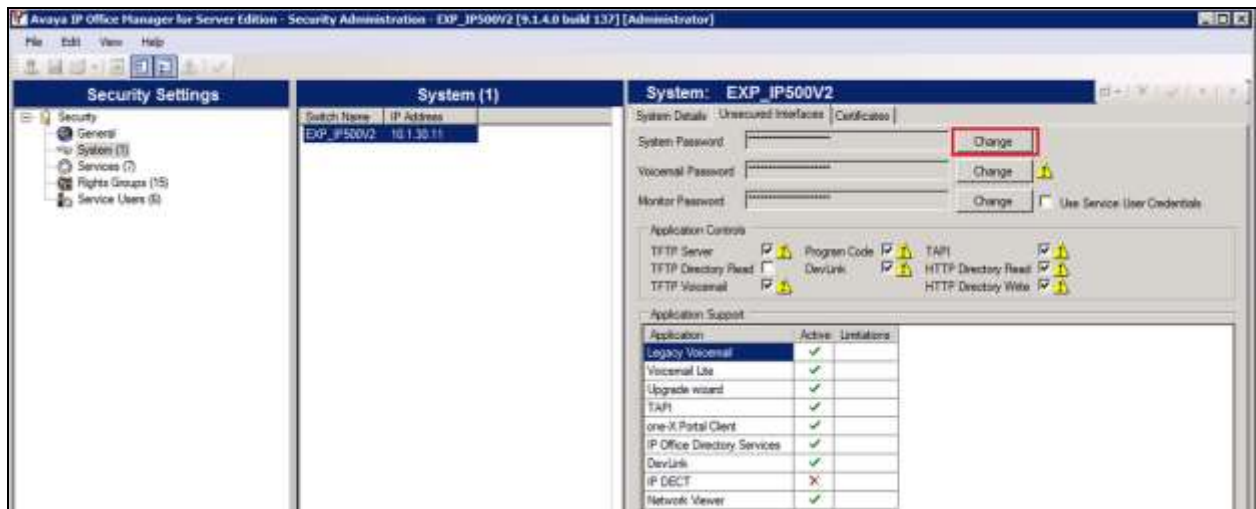 Avaya IP Office Manager for Server Edition - Security Administration - EXP_IP500V2 [9.1.4.0 build 137] [Administrator]
File Edit View Help
Security Settings
Security
General
System (1)
Services (7)
Rights Groups (15)
Service Users (6)
System (1)
Switch Name IP Address
EXP_IP500V2 10.1.30.11
System: EXP_IP500V2
System Details Unsecured Interfaces Certificates
System Password Change
Voicemail Password Change
Monitor Password Change Use Service User Credentials
Application Controls
TFTP Server Program Code TAPI
TFTP Directory Read DevLink HTTP Directory Read
TFTP Voicemail HTTP Directory Write
Application Support
Application Active Limitations
Legacy Voicemail
Voicemail Lite
Upgrade wizard
TAPI
one-X Portal Client
IP Office Directory Services
DevLink
IP DECT
Network Viewer